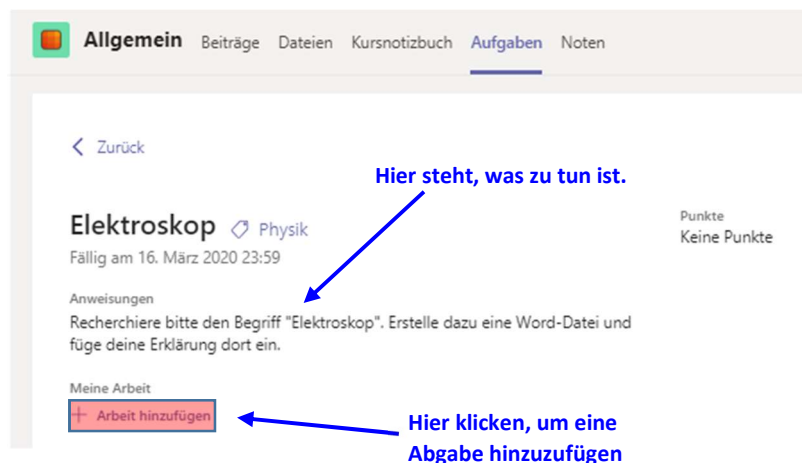 Allgemein Beiträge Dateien Kursnotizbuch Aufgaben Noten
Zurück
Hier steht, was zu tun ist.
Elektroskop Physik
Fällig am 16. März 2020 23:59
Punkte
Keine Punkte
Anweisungen
Recherchiere bitte den Begriff "Elektroskop". Erstelle dazu eine Word-Datei und
füge deine Erklärung dort ein.
Meine Arbeit
+ Arbeit hinzufügen
Hier klicken, um eine
Abgabe hinzuzufügen